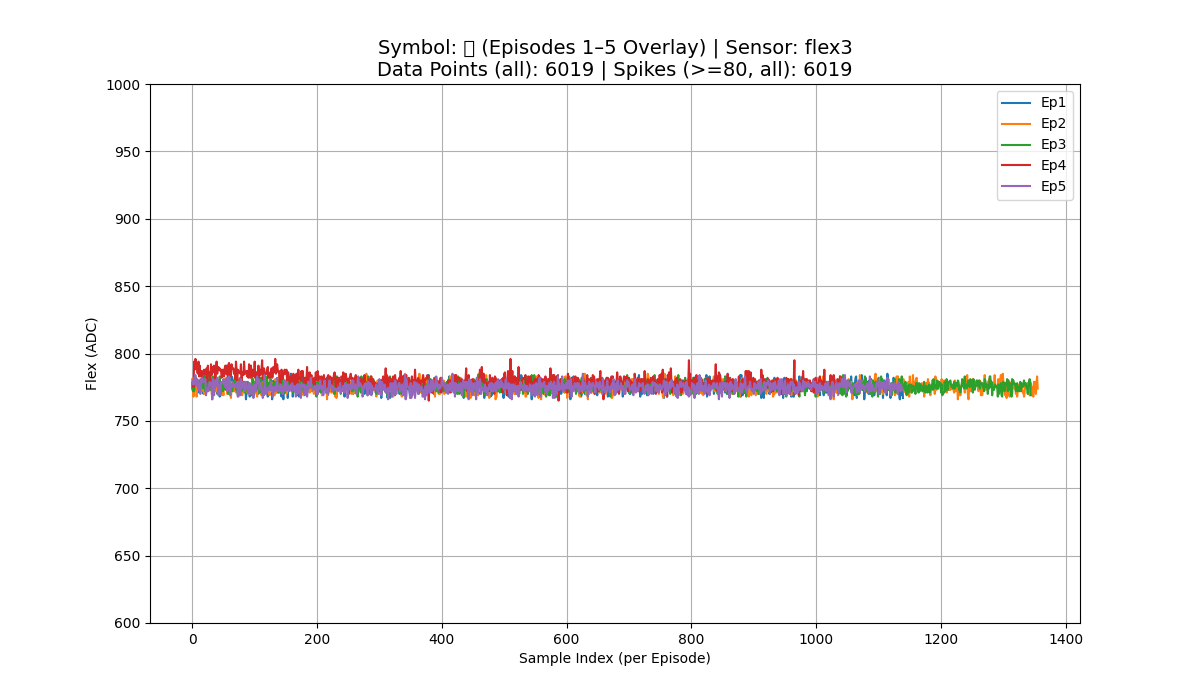 Symbol: (Episodes 1–5 Overlay) | Sensor: flex3
Data Points (all): 6019 | Spikes (>=80, all): 6019
1000
950
900
850
800
750
700
650
600
Flex (ADC)
0 200 400 600 800 1000 1200 1400
Sample Index (per Episode)
Ep1
Ep2
Ep3
Ep4
Ep5